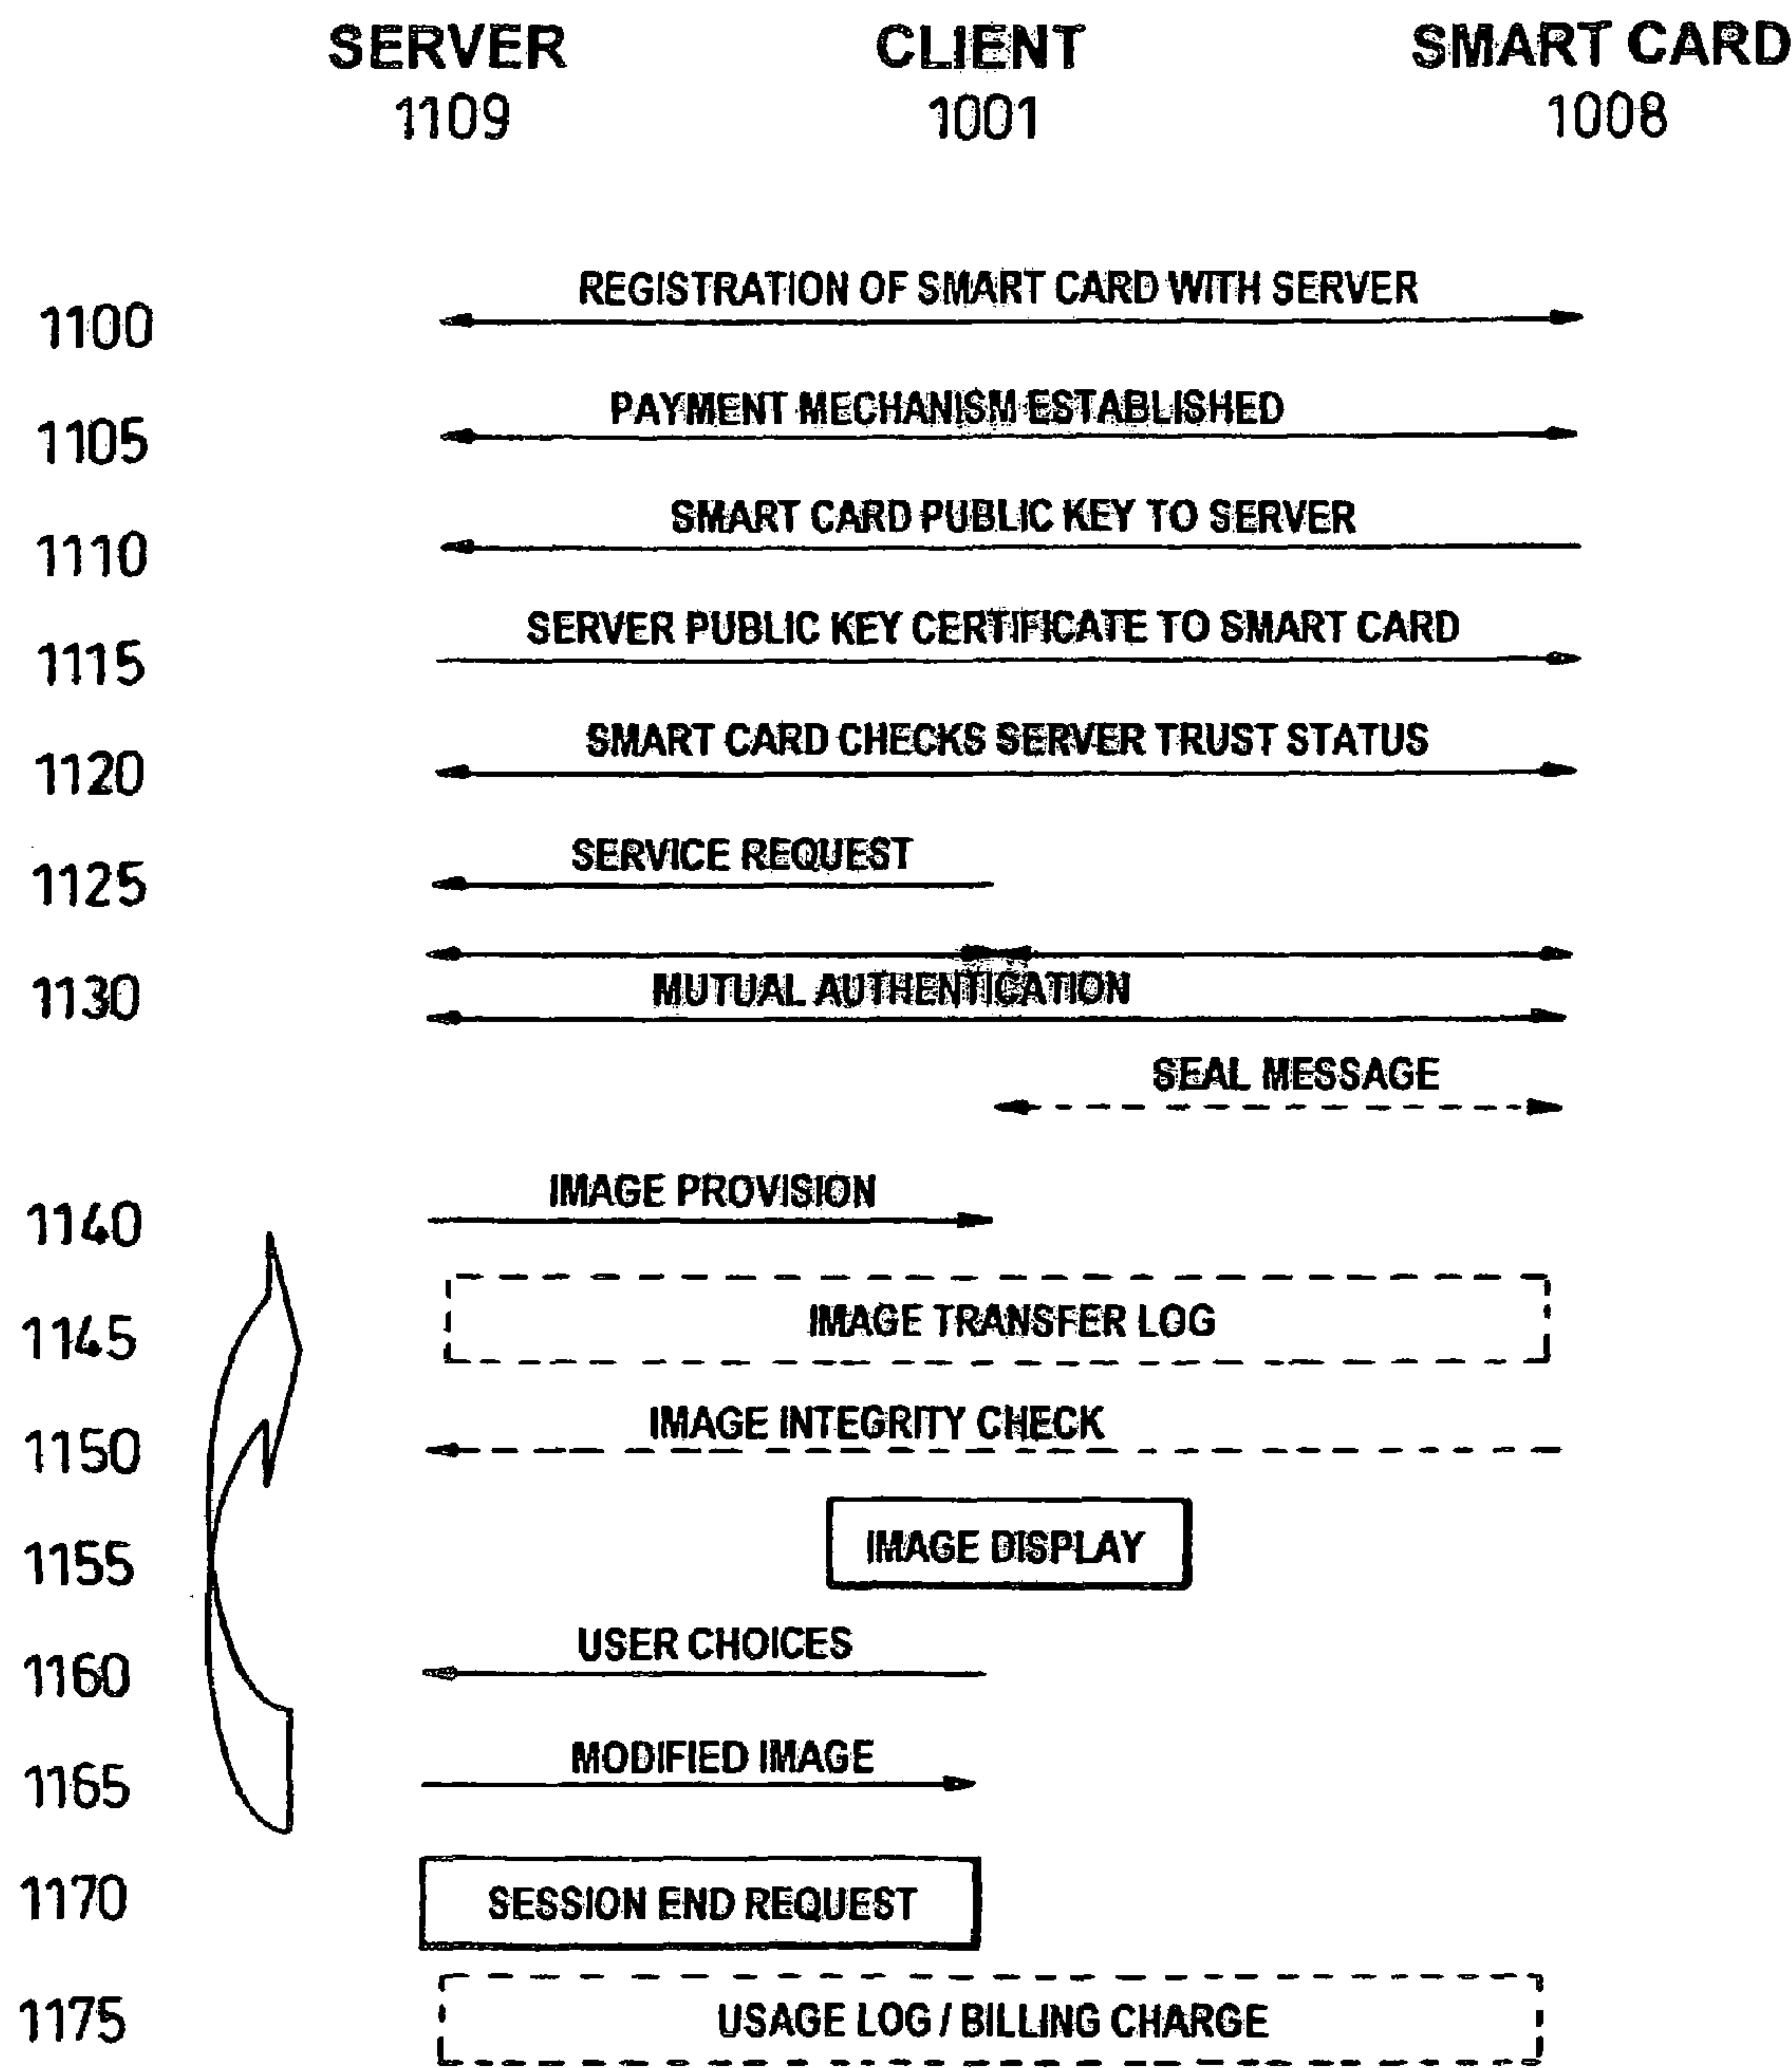 SERVER CLIENT SMART CARD
1109 1001 1008
REGISTRATION OF SMART CARD WITH SERVER
1100
PAYMENT MECHANISM ESTABLISHED
1105
SMART CARD PUBLIC KEY TO SERVER
1110
SERVER PUBLIC KEY CERTIFICATE TO SMART CARD
1115
SMART CARD CHECKS SERVER TRUST STATUS
1120
SERVICE REQUEST
1125
1130 MUTUAL AUTHENTICATION
SEAL MESSAGE
IMAGE PROVISION
1140
1145 IMAGE TRANSFER LOG
1150 IMAGE INTEGRITY CHECK
1155 IMAGE DISPLAY
USER CHOICES
1160
MODIFIED IMAGE
1165
1170 SESSION END REQUEST
1175 USAGE LOG / BILLING CHARGE